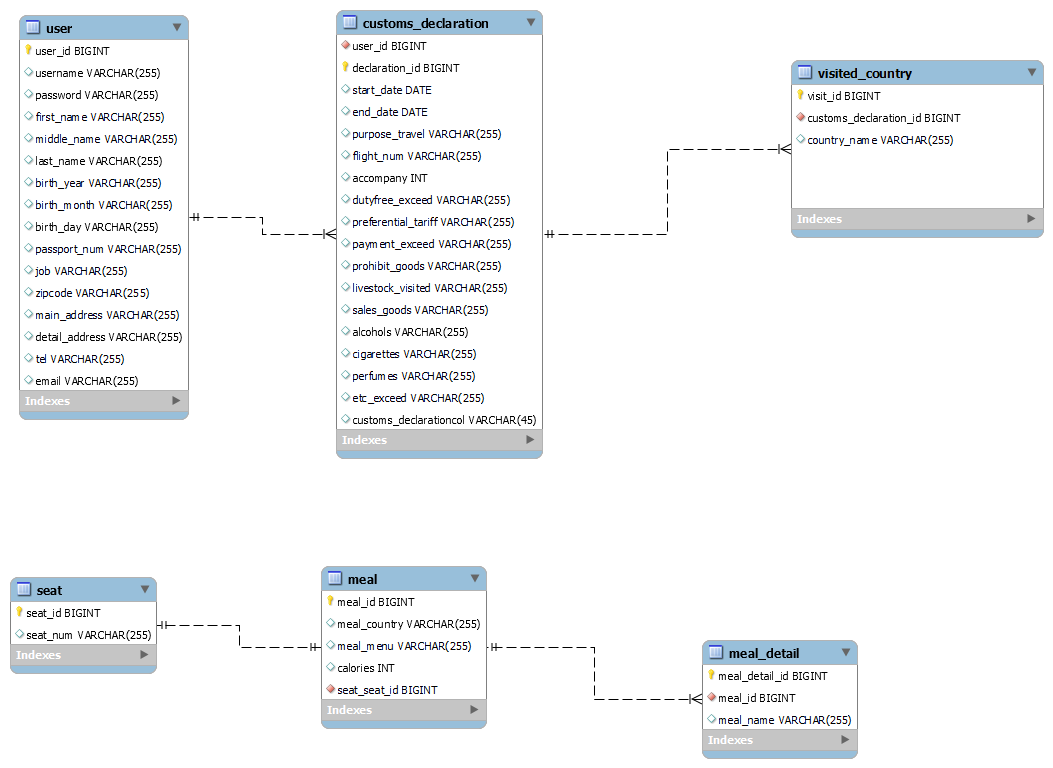 user
user_id BIGINT
username VARCHAR(255)
password VARCHAR(255)
first_name VARCHAR(255)
middle_name VARCHAR(255)
last_name VARCHAR(255)
birth_year VARCHAR(255)
birth_month VARCHAR(255)
birth_day VARCHAR(255)
passport_num VARCHAR(255)
job VARCHAR(255)
zipcode VARCHAR(255)
main_address VARCHAR(255)
detail_address VARCHAR(255)
tel VARCHAR(255)
email VARCHAR(255)
Indexes
customs_declaration
user_id BIGINT
declaration_id BIGINT
start_date DATE
end_date DATE
purpose_travel VARCHAR(255)
flight_num VARCHAR(255)
accompany INT
dutyfree_exceed VARCHAR(255)
preferential_tariff VARCHAR(255)
payment_exceed VARCHAR(255)
prohibit_goods VARCHAR(255)
livestock_visited VARCHAR(255)
sales_goods VARCHAR(255)
alcohols VARCHAR(255)
cigarettes VARCHAR(255)
perfumes VARCHAR(255)
etc_exceed VARCHAR(255)
customs_declarationcol VARCHAR(45)
Indexes
visited_country
visit_id BIGINT
customs_declaration_id BIGINT
country_name VARCHAR(255)
Indexes
seat
seat_id BIGINT
seat_num VARCHAR(255)
Indexes
meal
meal_id BIGINT
meal_country VARCHAR(255)
meal_menu VARCHAR(255)
calories INT
seat_seat_id BIGINT
Indexes
meal_detail
meal_detail_id BIGINT
meal_id BIGINT
meal_name VARCHAR(255)
Indexes